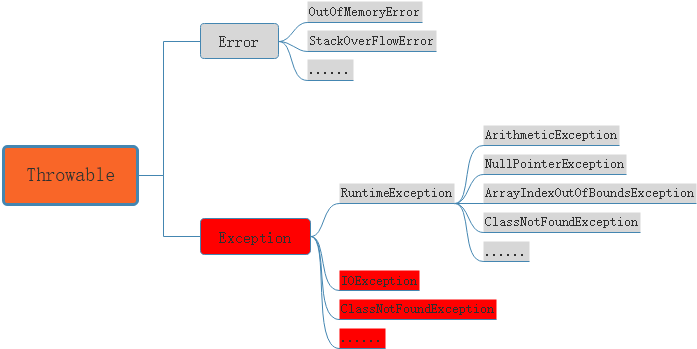 Throwable
Error
OutOfMemoryError
StackOverFlowError
......
Exception
RuntimeException
ArithmeticException
NullPointerException
ArrayIndexOutOfBoundsException
ClassNotFoundException
......
IOException
ClassNotFoundException
......